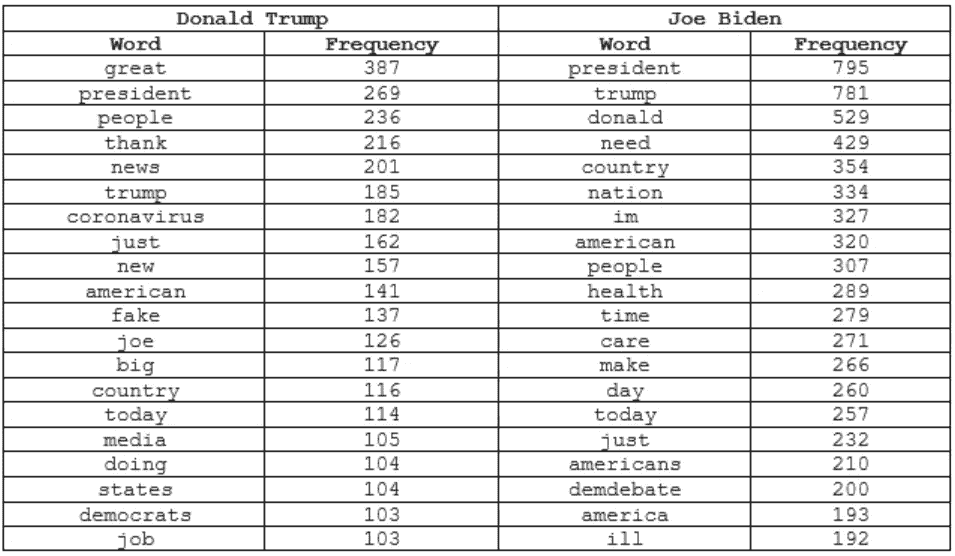 Donald Trump Joe Biden
Word Frequency Word Frequency
great 387 president 795
president 269 trump 781
people 236 donald 529
thank 216 need 429
news 201 country 354
trump 185 nation 334
coronavirus 182 im 327
just 162 american 320
new 157 people 307
american 141 health 289
fake 137 time 279
joe 126 care 271
big 117 make 266
country 116 day 260
today 114 today 257
media 105 just 232
doing 104 americans 210
states 104 demdebate 200
democrats 103 america 193
job 103 ill 192